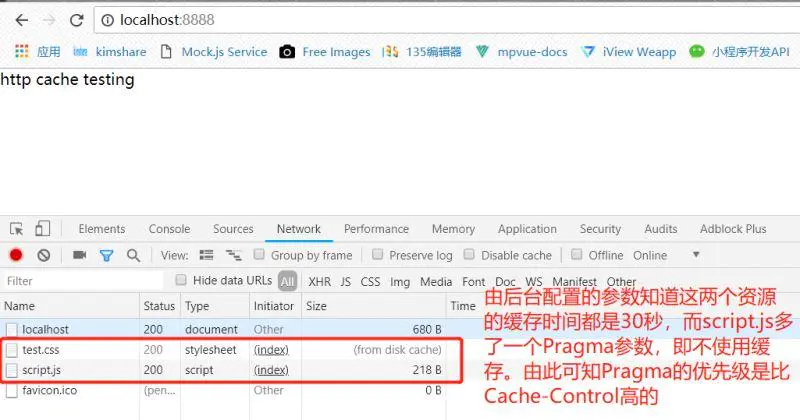 localhost:8888
应用 kimshare Mock.js Service Free Images 135编辑器 mpvue-docs iView Weapp 小程序开发API
http cache testing
Elements Console Sources Network Performance Memory Application Security Audits Adblock Plus
View: Group by frame Preserve log Disable cache Offline Online
Filter Hide data URLs All XHR JS CSS Img Media Font Doc WS Manifest Other
Name Status Type Initiator Size Time
localhost 200 document Other 680 B
test.css 200 stylesheet (index) (from disk cache)
script.js 200 script (index) 218 B
favicon.ico (pen... Other 0 B
由后台配置的参数知道这两个资源
的缓存时间都是30秒，而script.js多
了一个Pragma参数，即不使用缓
存。由此可知Pragma的优先级是比
Cache-Control高的